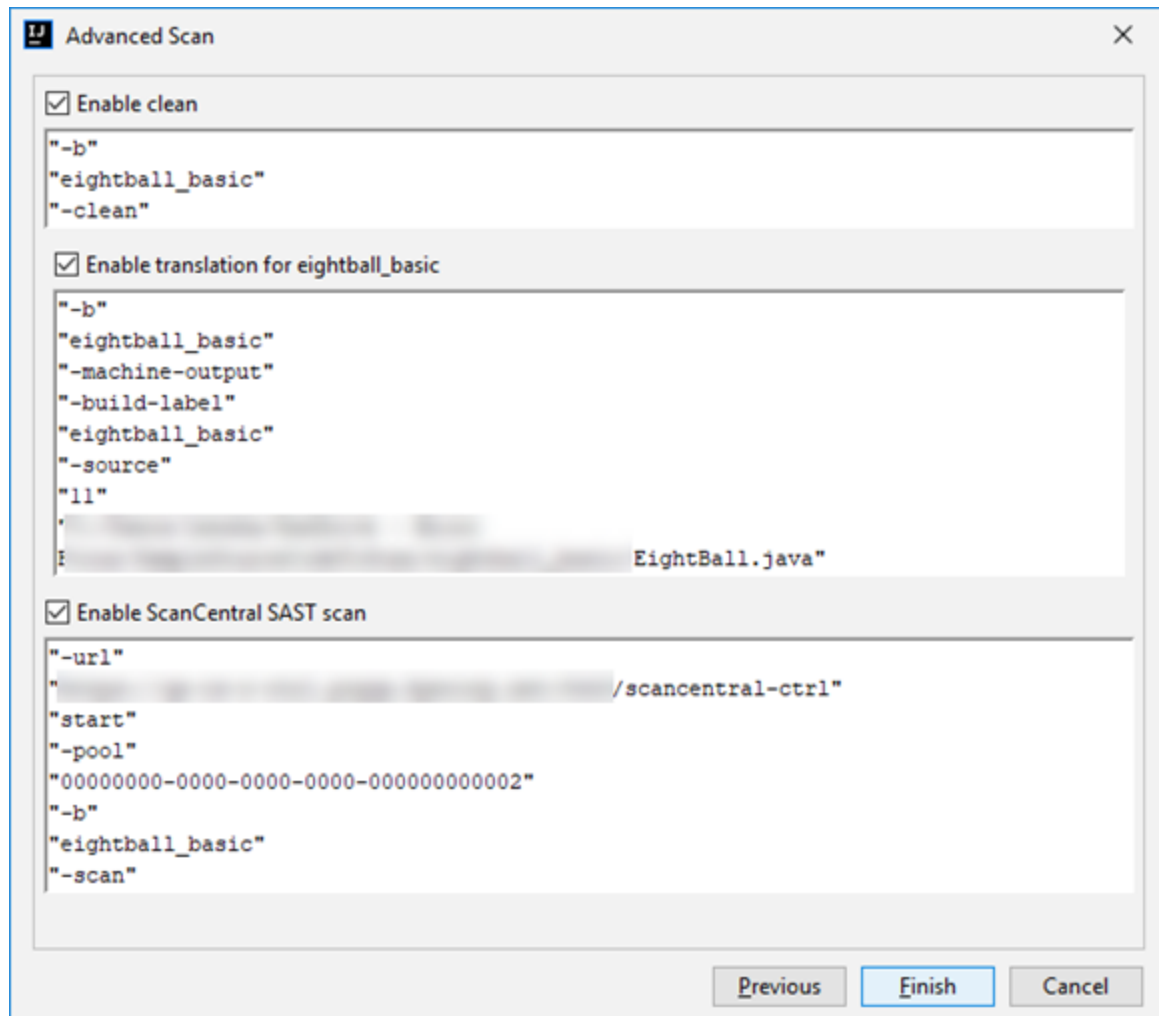 Advanced Scan
Enable clean
"-b"
"eightball_basic"
"-clean"
Enable translation for eightball_basic
"-b"
"eightball_basic"
"-machine-output"
"-build-label"
"eightball_basic"
"-source"
"11"
"
EightBall.java"
Enable ScanCentral SAST scan
"-url"
" /scancentral-ctrl"
"start"
"-pool"
"00000000-0000-0000-0000-000000000002"
"-b"
"eightball_basic"
"-scan"
Previous Finish Cancel